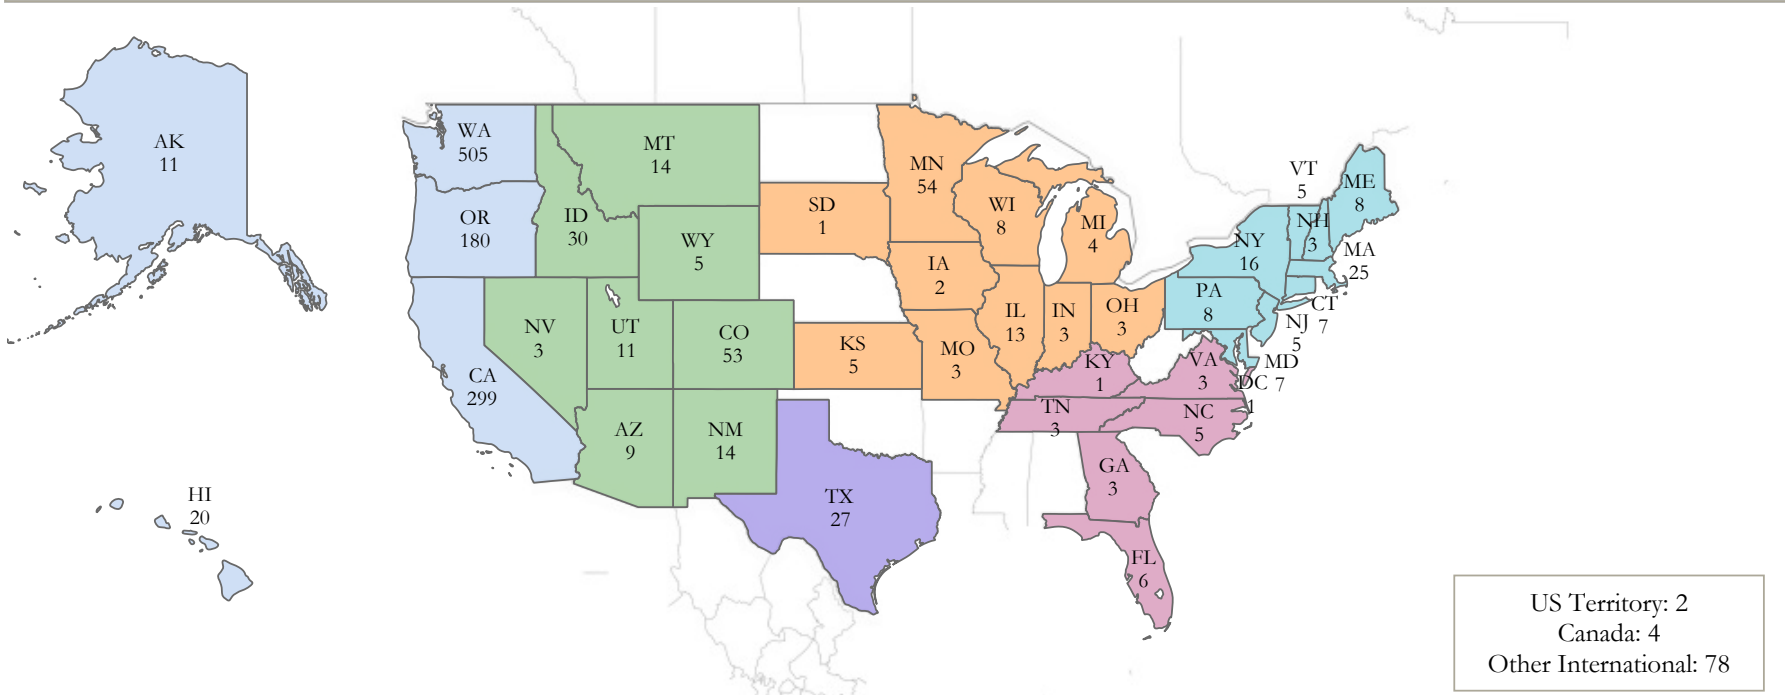 AK
11
HI
20
WA
505
OR
180
CA
299
MT
14
ID
30
WY
5
NV
3
UT
11
CO
53
AZ
9
NM
14
SD
1
MN
54
WI
8
MI
4
IA
2
IL
13
IN
3
OH
3
KS
5
MO
3
TX
27
KY
1
TN
3
VA
3
NC
5
GA
3
FL
6
VT
5
ME
8
NH
3
NY
16
MA
25
PA
8
CT
7
NJ
5
MD
7
DC
1
US Territory: 2
Canada: 4
Other International: 78